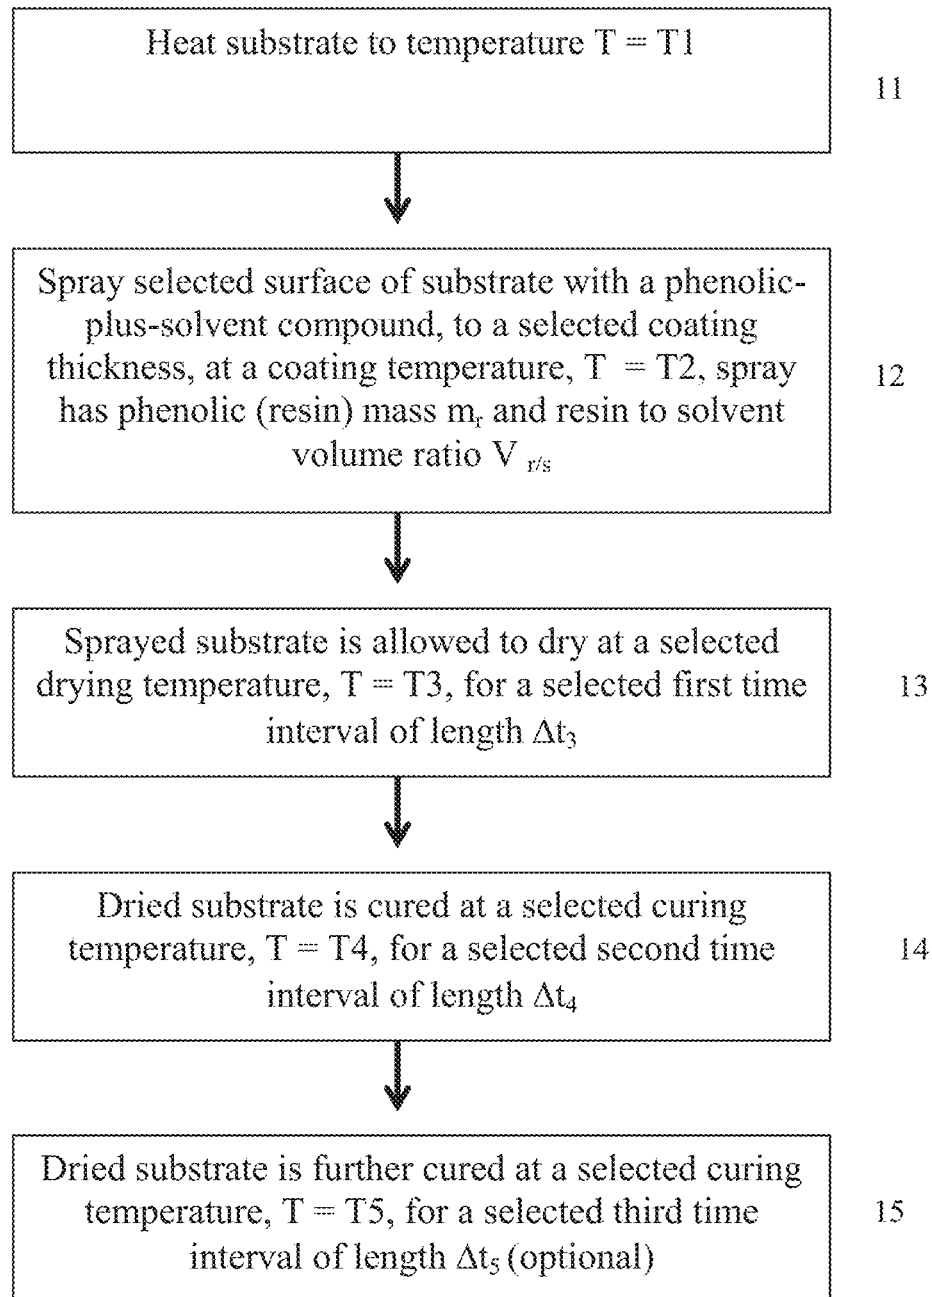 Heat substrate to temperature T = T1
11
Spray selected surface of substrate with a phenolic-
plus-solvent compound, to a selected coating
thickness, at a coating temperature, T = T2, spray
has phenolic (resin) mass mᵣ and resin to solvent
volume ratio V r/s
12
Sprayed substrate is allowed to dry at a selected
drying temperature, T = T3, for a selected first time
interval of length Δt₃
13
Dried substrate is cured at a selected curing
temperature, T = T4, for a selected second time
interval of length Δt₄
14
Dried substrate is further cured at a selected curing
temperature, T = T5, for a selected third time
interval of length Δt₅ (optional)
15